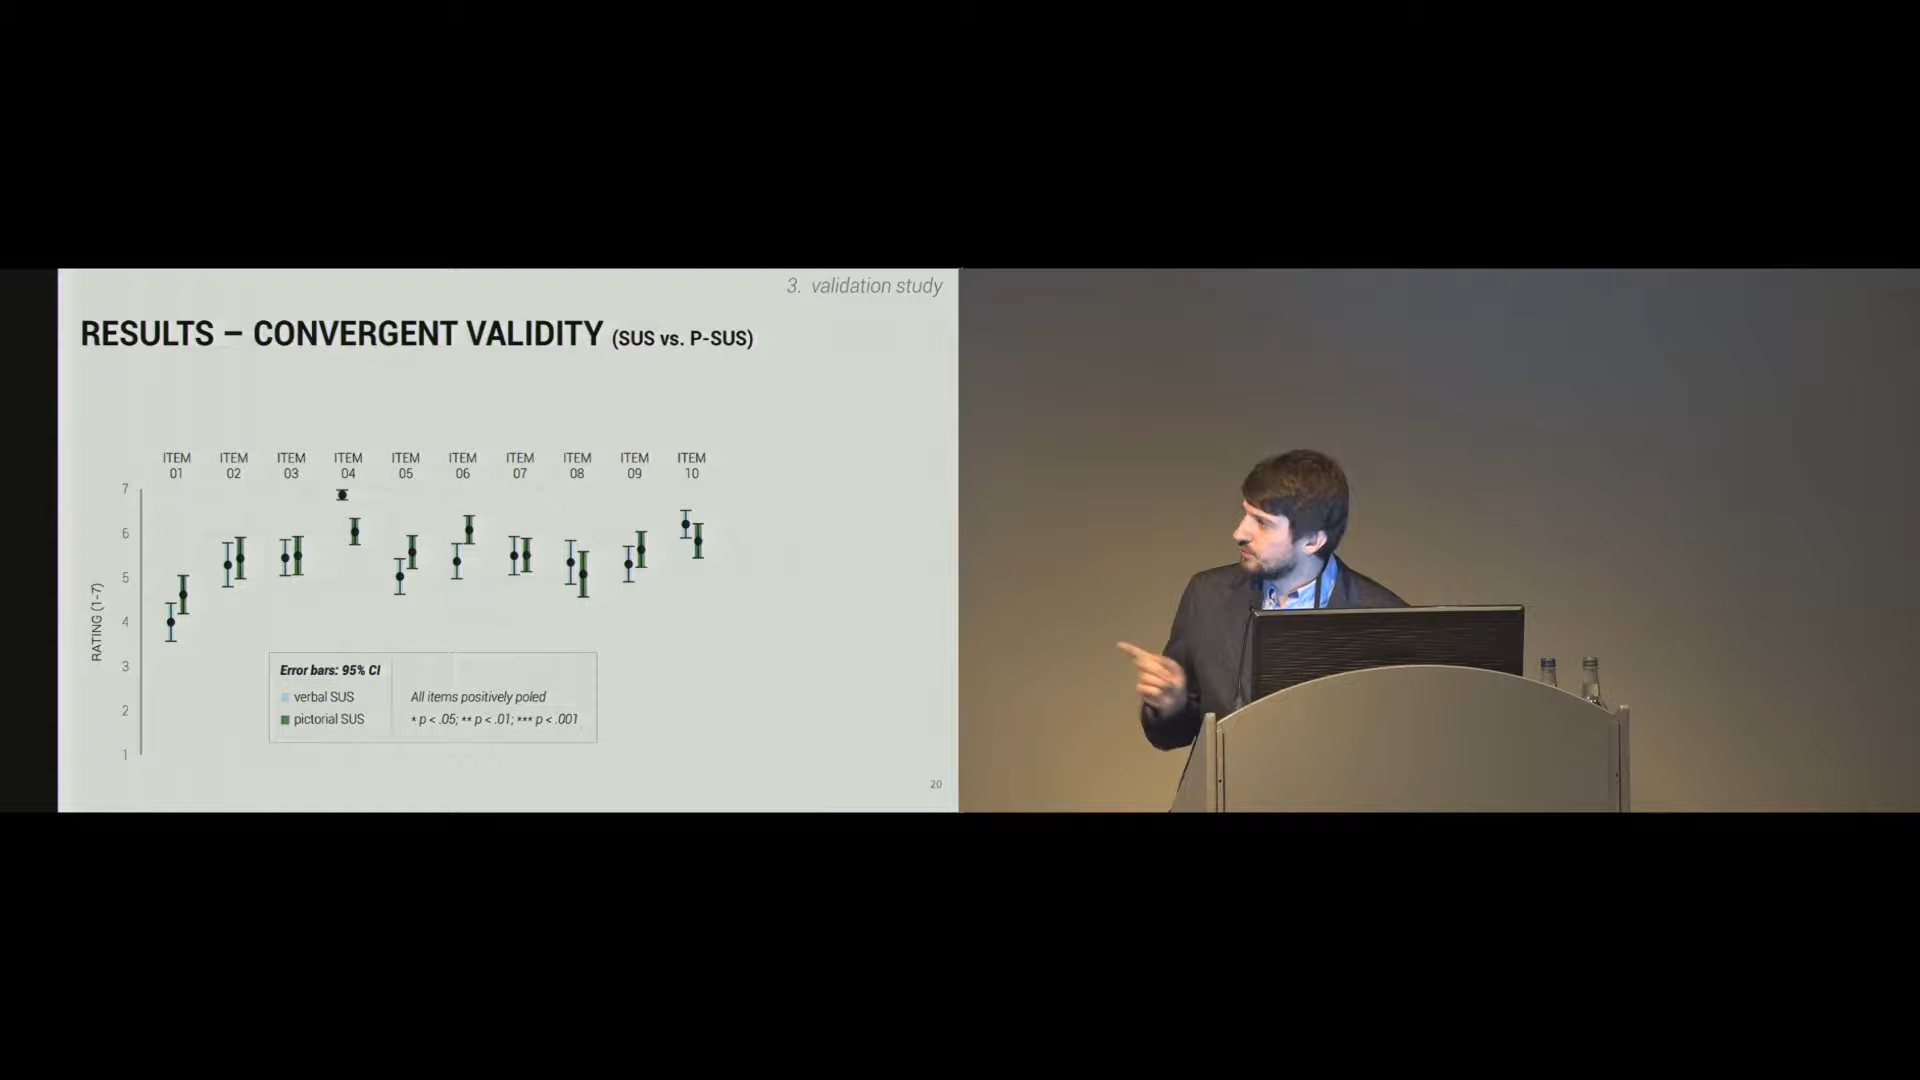 3. validation study
RESULTS – CONVERGENT VALIDITY (SUS vs. P-SUS)
ITEM 01
ITEM 02
ITEM 03
ITEM 04
ITEM 05
ITEM 06
ITEM 07
ITEM 08
ITEM 09
ITEM 10
7
6
5
4
3
2
1
RATING (1-7)
Error bars: 95% CI
verbal SUS
pictorial SUS
All items positively poled
* p < .05; ** p < .01; *** p < .001
20